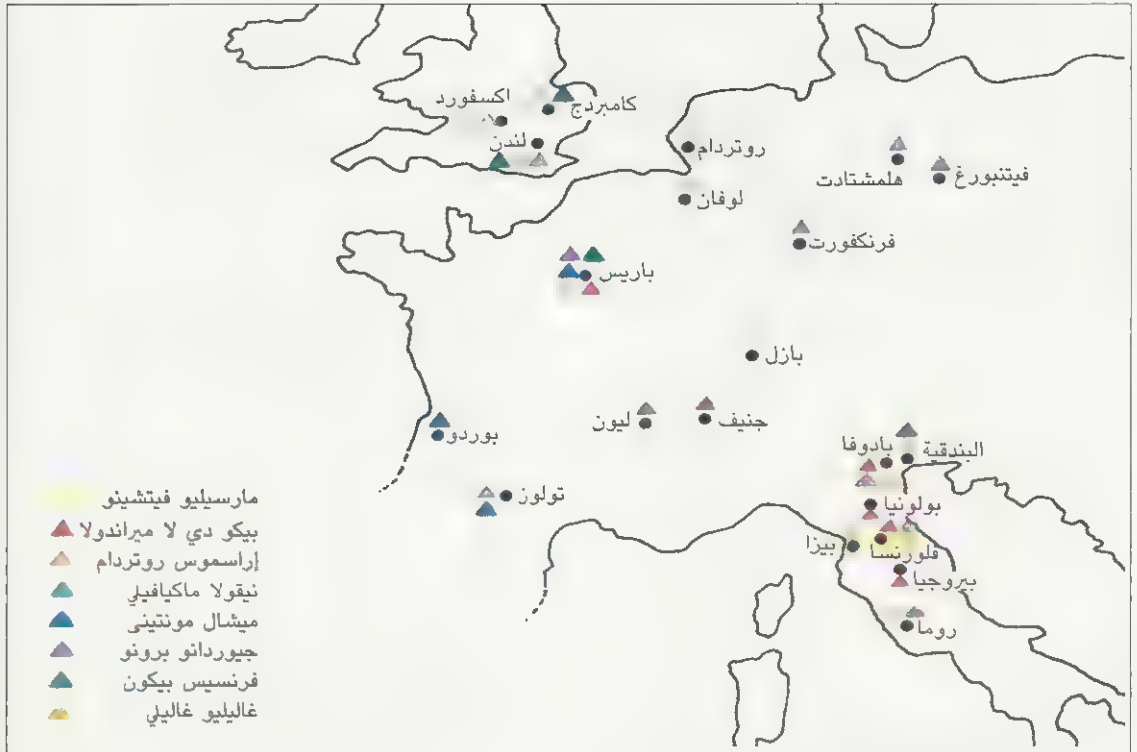 كامبردج
اكسفورد
لندن
روتردام
هلمشتادت
فيتنبورغ
لوفان
فرنكفورت
باريس
بازل
بوردو
ليون
جنيف
بادوفا
البندقية
تولوز
بولونيا
بيزا
فلورنسا
بيروجيا
روما
مارسيليو فيتشينو
بيكو دي لا ميراندولا
إراسموس روتردام
نيقولا ماكيافيلي
ميشال مونتيني
جيوردانو برونو
فرنسيس بيكون
غاليليو غاليلي